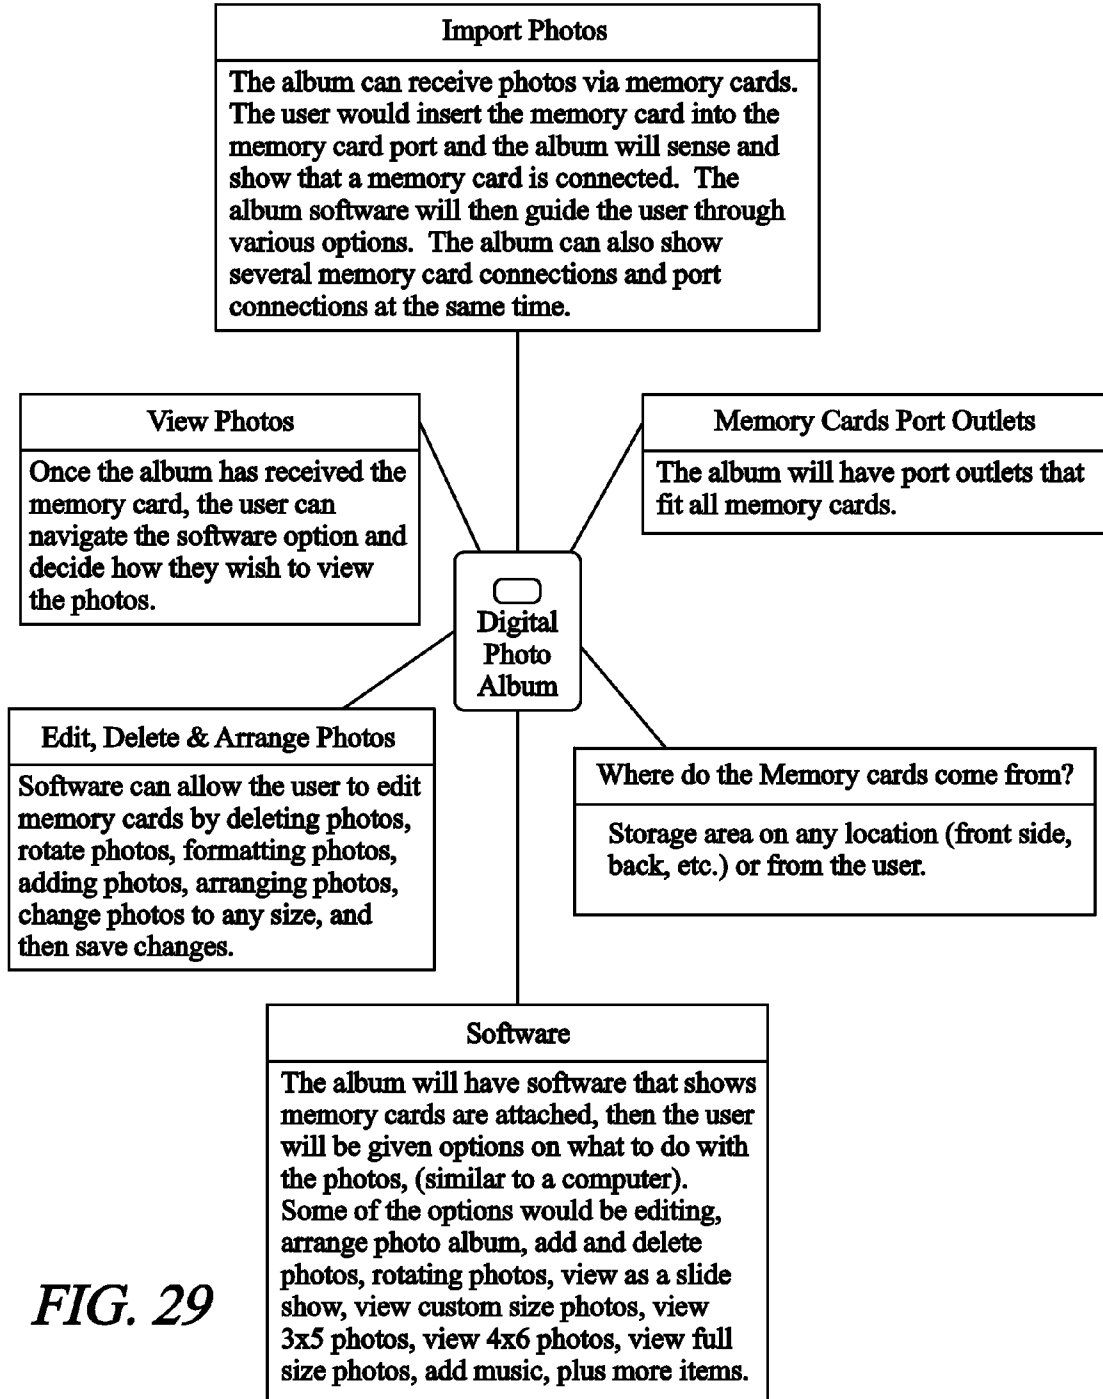 Import Photos
The album can receive photos via memory cards.
The user would insert the memory card into the
memory card port and the album will sense and
show that a memory card is connected.  The
album software will then guide the user through
various options.  The album can also show
several memory card connections and port
connections at the same time.
View Photos
Once the album has received the
memory card, the user can
navigate the software option and
decide how they wish to view
the photos.
Memory Cards Port Outlets
The album will have port outlets that
fit all memory cards.
Digital
Photo
Album
Edit, Delete & Arrange Photos
Software can allow the user to edit
memory cards by deleting photos,
rotate photos, formatting photos,
adding photos, arranging photos,
change photos to any size, and
then save changes.
Where do the Memory cards come from?
Storage area on any location (front side,
back, etc.) or from the user.
Software
The album will have software that shows
memory cards are attached, then the user
will be given options on what to do with
the photos, (similar to a computer).
Some of the options would be editing,
arrange photo album, add and delete
photos, rotating photos, view as a slide
show, view custom size photos, view
3x5 photos, view 4x6 photos, view full
size photos, add music, plus more items.
FIG. 29